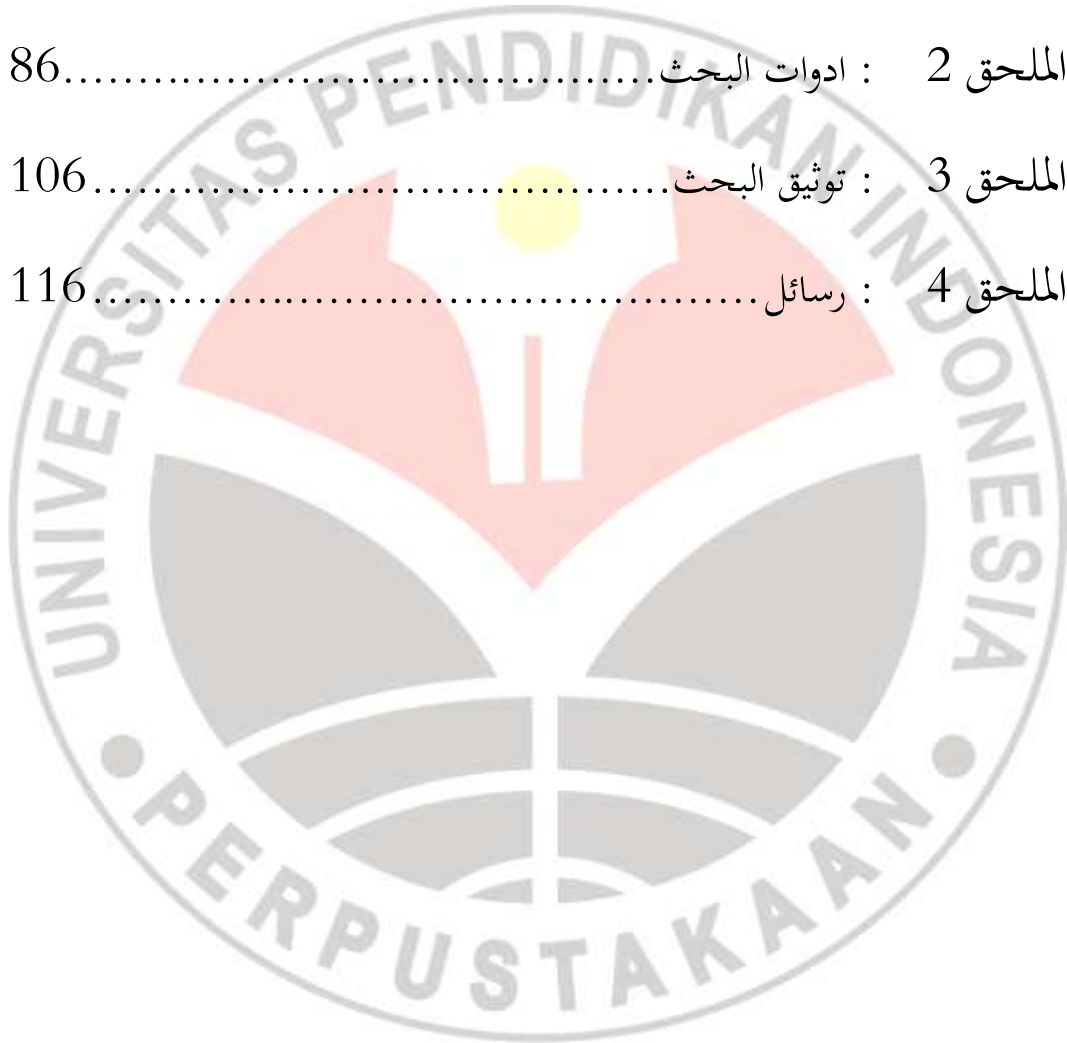 الملحق 2 : ادوات البحث............................................86
الملحق 3 : توثيق البحث............................................106
الملحق 4 : رسائل............................................116
UNIVERSITAS PENDIDIKAN INDONESIA
PERPUSTAKAAN